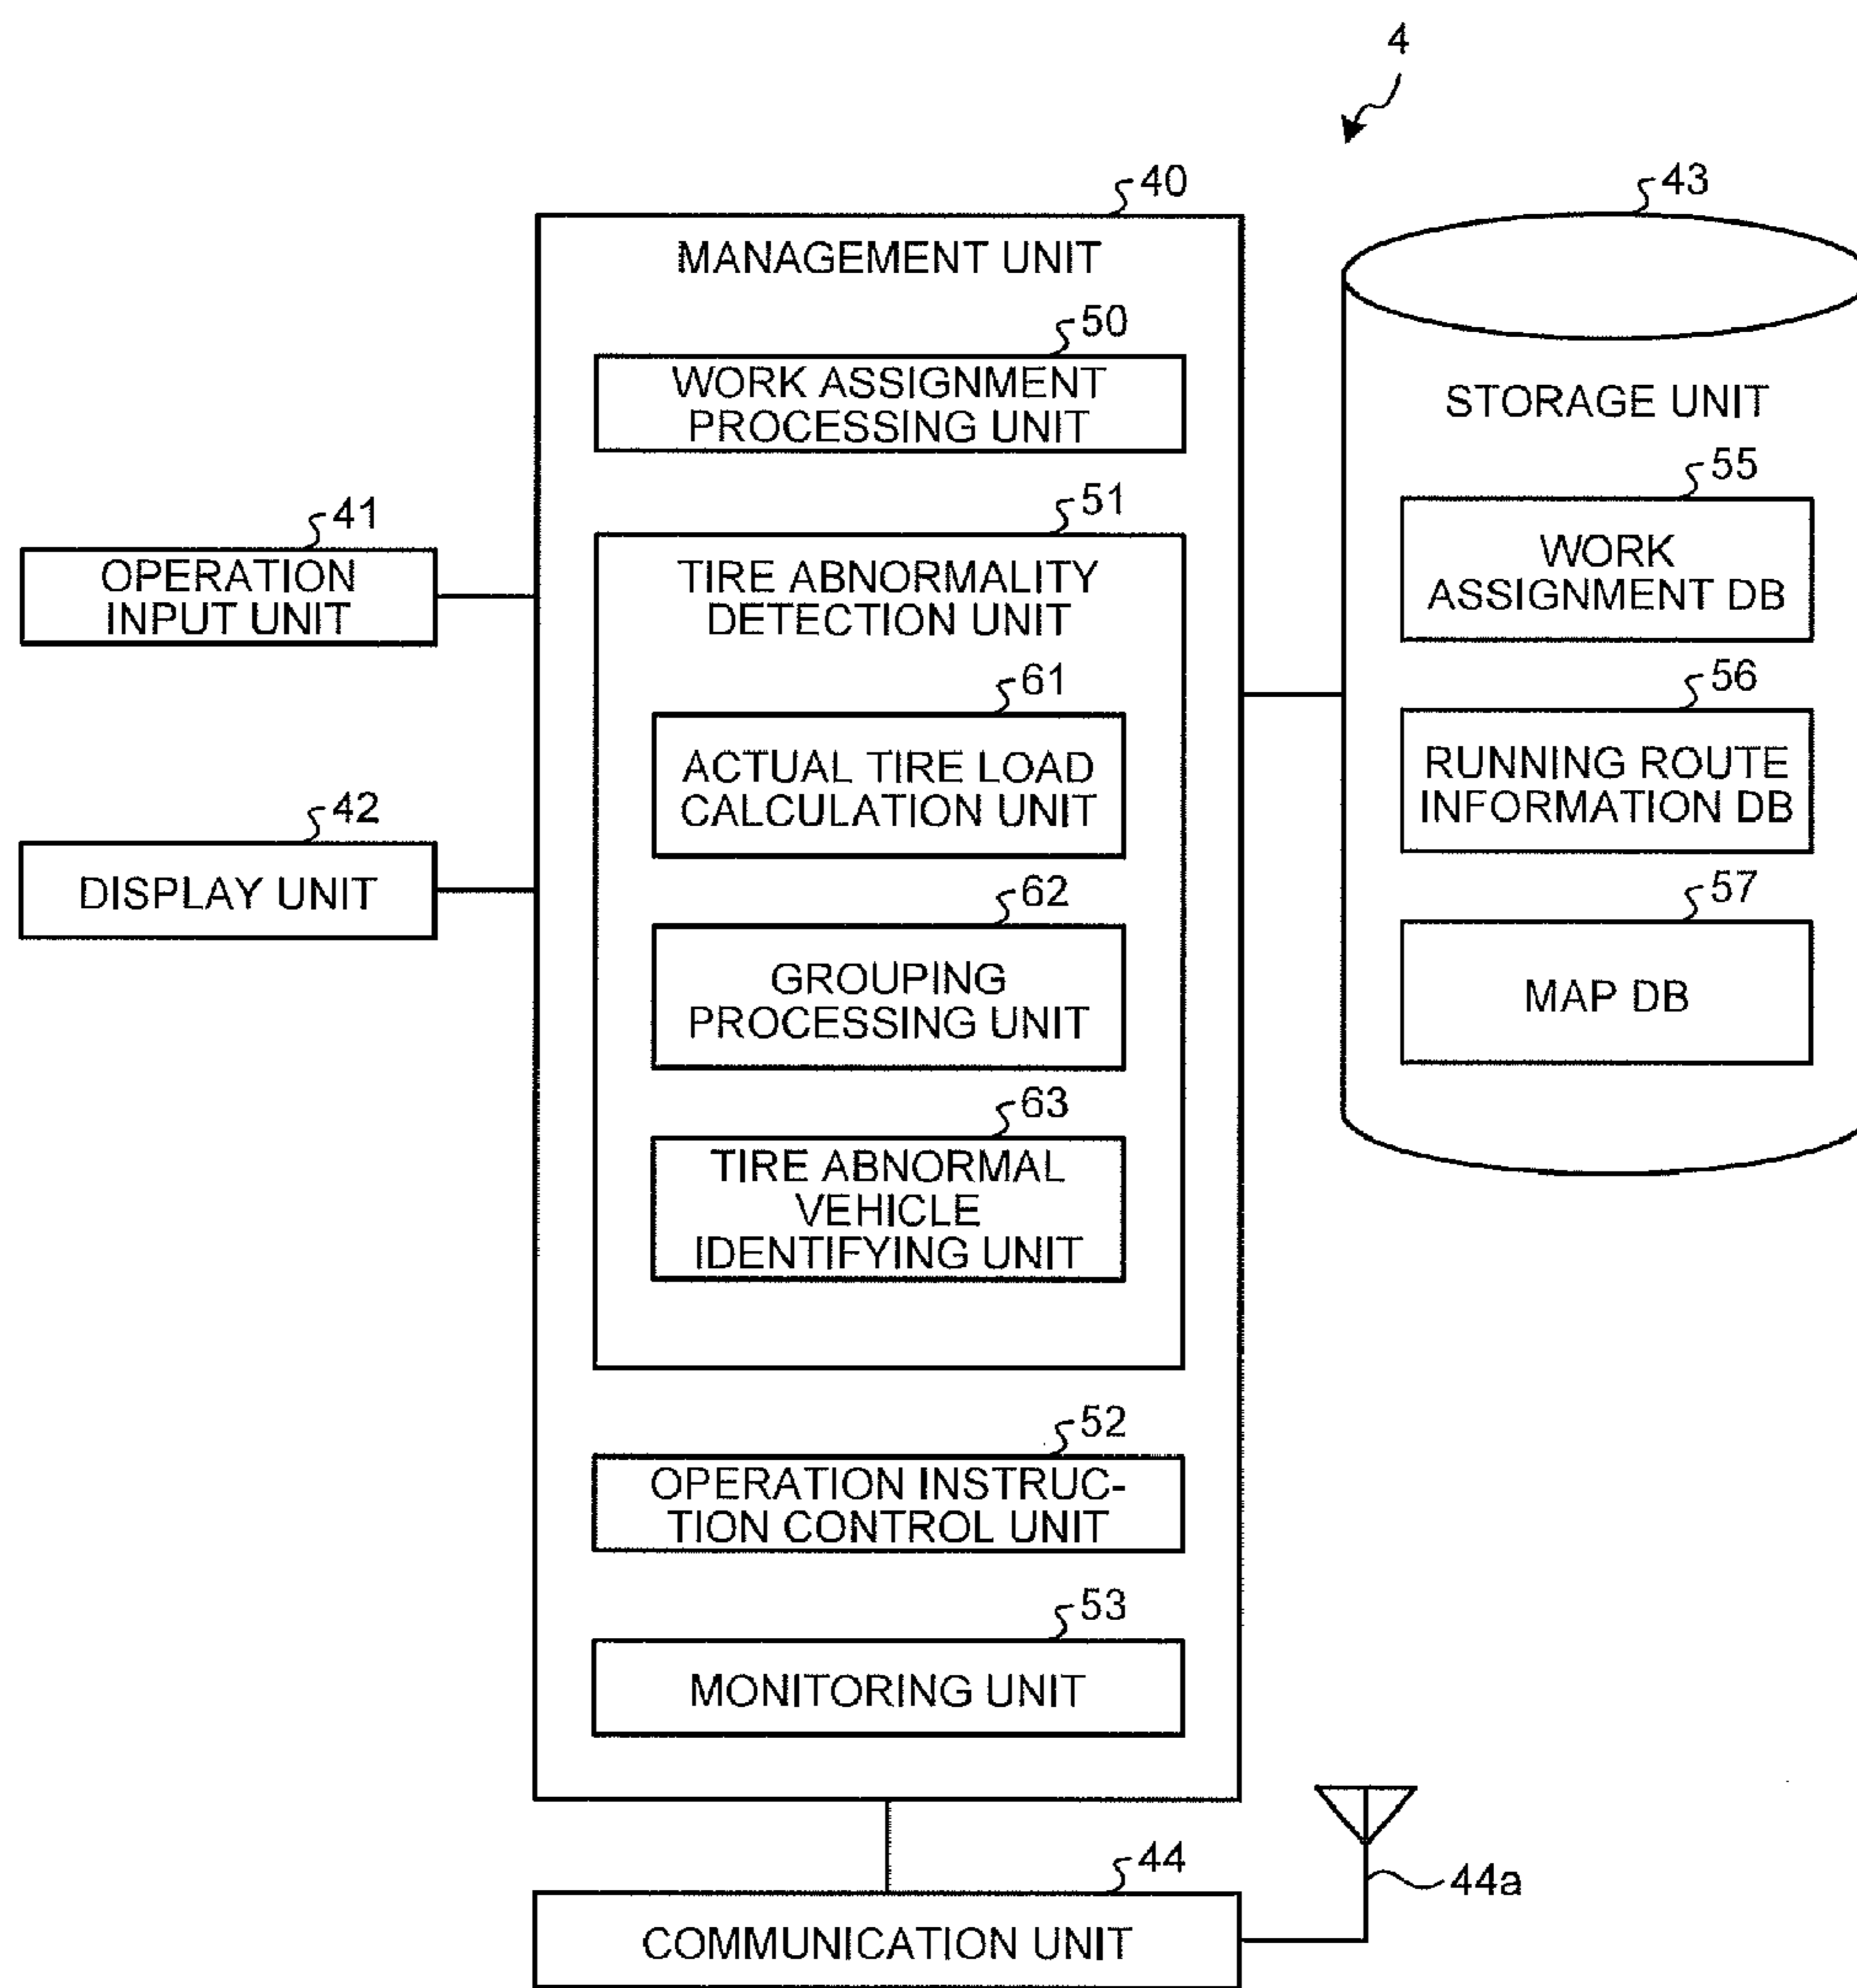 4
40
MANAGEMENT UNIT
50
WORK ASSIGNMENT
PROCESSING UNIT
51
TIRE ABNORMALITY
DETECTION UNIT
61
ACTUAL TIRE LOAD
CALCULATION UNIT
62
GROUPING
PROCESSING UNIT
63
TIRE ABNORMAL
VEHICLE
IDENTIFYING UNIT
52
OPERATION INSTRUC-
TION CONTROL UNIT
53
MONITORING UNIT
41
OPERATION
INPUT UNIT
42
DISPLAY UNIT
43
STORAGE UNIT
55
WORK
ASSIGNMENT DB
56
RUNNING ROUTE
INFORMATION DB
57
MAP DB
44
COMMUNICATION UNIT
44a